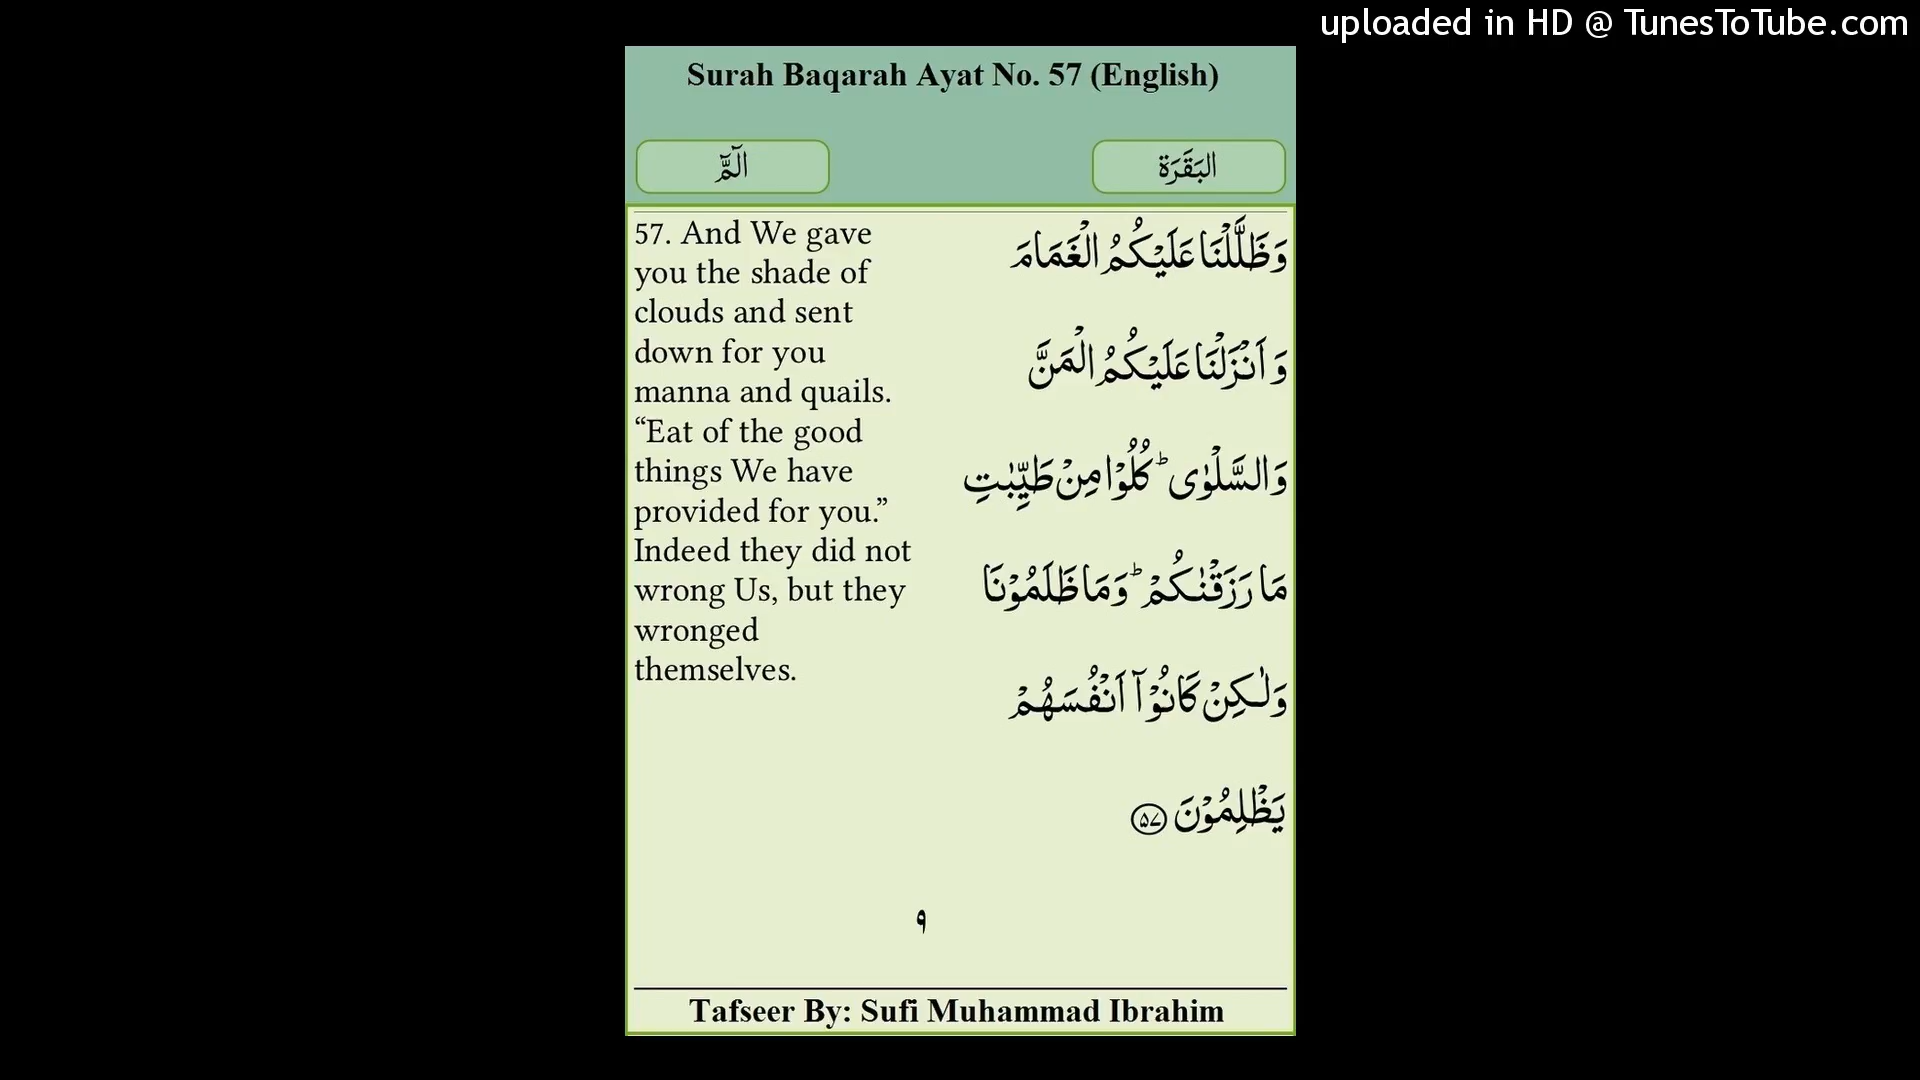 uploaded in HD @ TunesToTube.com
Surah Baqarah Ayat No. 57 (English)
الٓمّٓ
البَقَرَة
57. And We gave
you the shade of
clouds and sent
down for you
manna and quails.
“Eat of the good
things We have
provided for you.”
Indeed they did not
wrong Us, but they
wronged
themselves.
وَظَلَّلْنَا عَلَيْكُمُ الْغَمَامَ
وَ اَنْزَلْنَا عَلَيْكُمُ الْمَنَّ
وَالسَّلْوٰى ؕ كُلُوْا مِنْ طَيِّبٰتِ
مَا رَزَقْنٰكُمْ ؕ وَمَا ظَلَمُوْنَا
وَلٰـكِنْ كَانُوْٓا اَنْفُسَهُمْ
يَظْلِمُوْنَ ۵۷
۹
Tafseer By: Sufi Muhammad Ibrahim